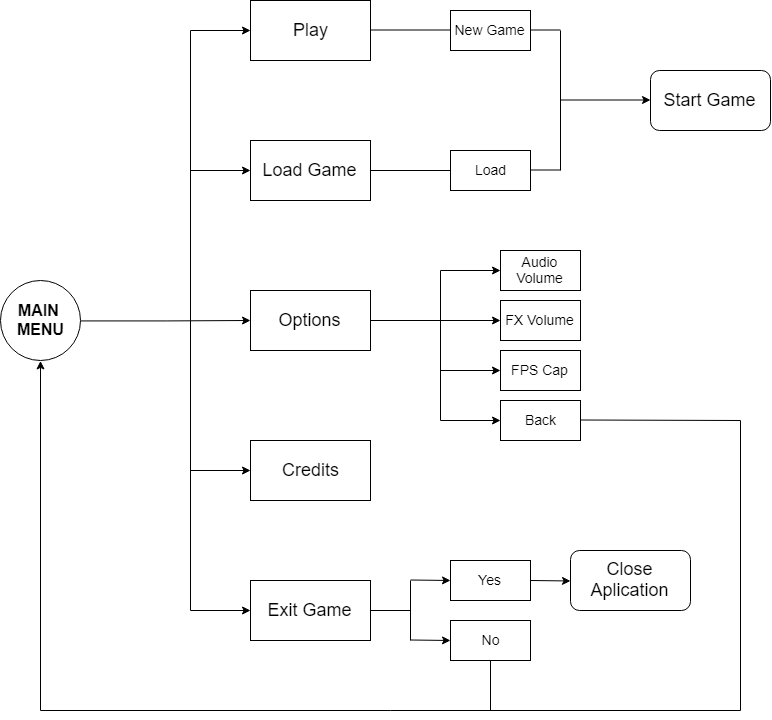 Play
New Game
Start Game
Load Game
Load
MAIN
MENU
Options
Audio
Volume
FX Volume
FPS Cap
Back
Credits
Exit Game
Yes
Close
Aplication
No